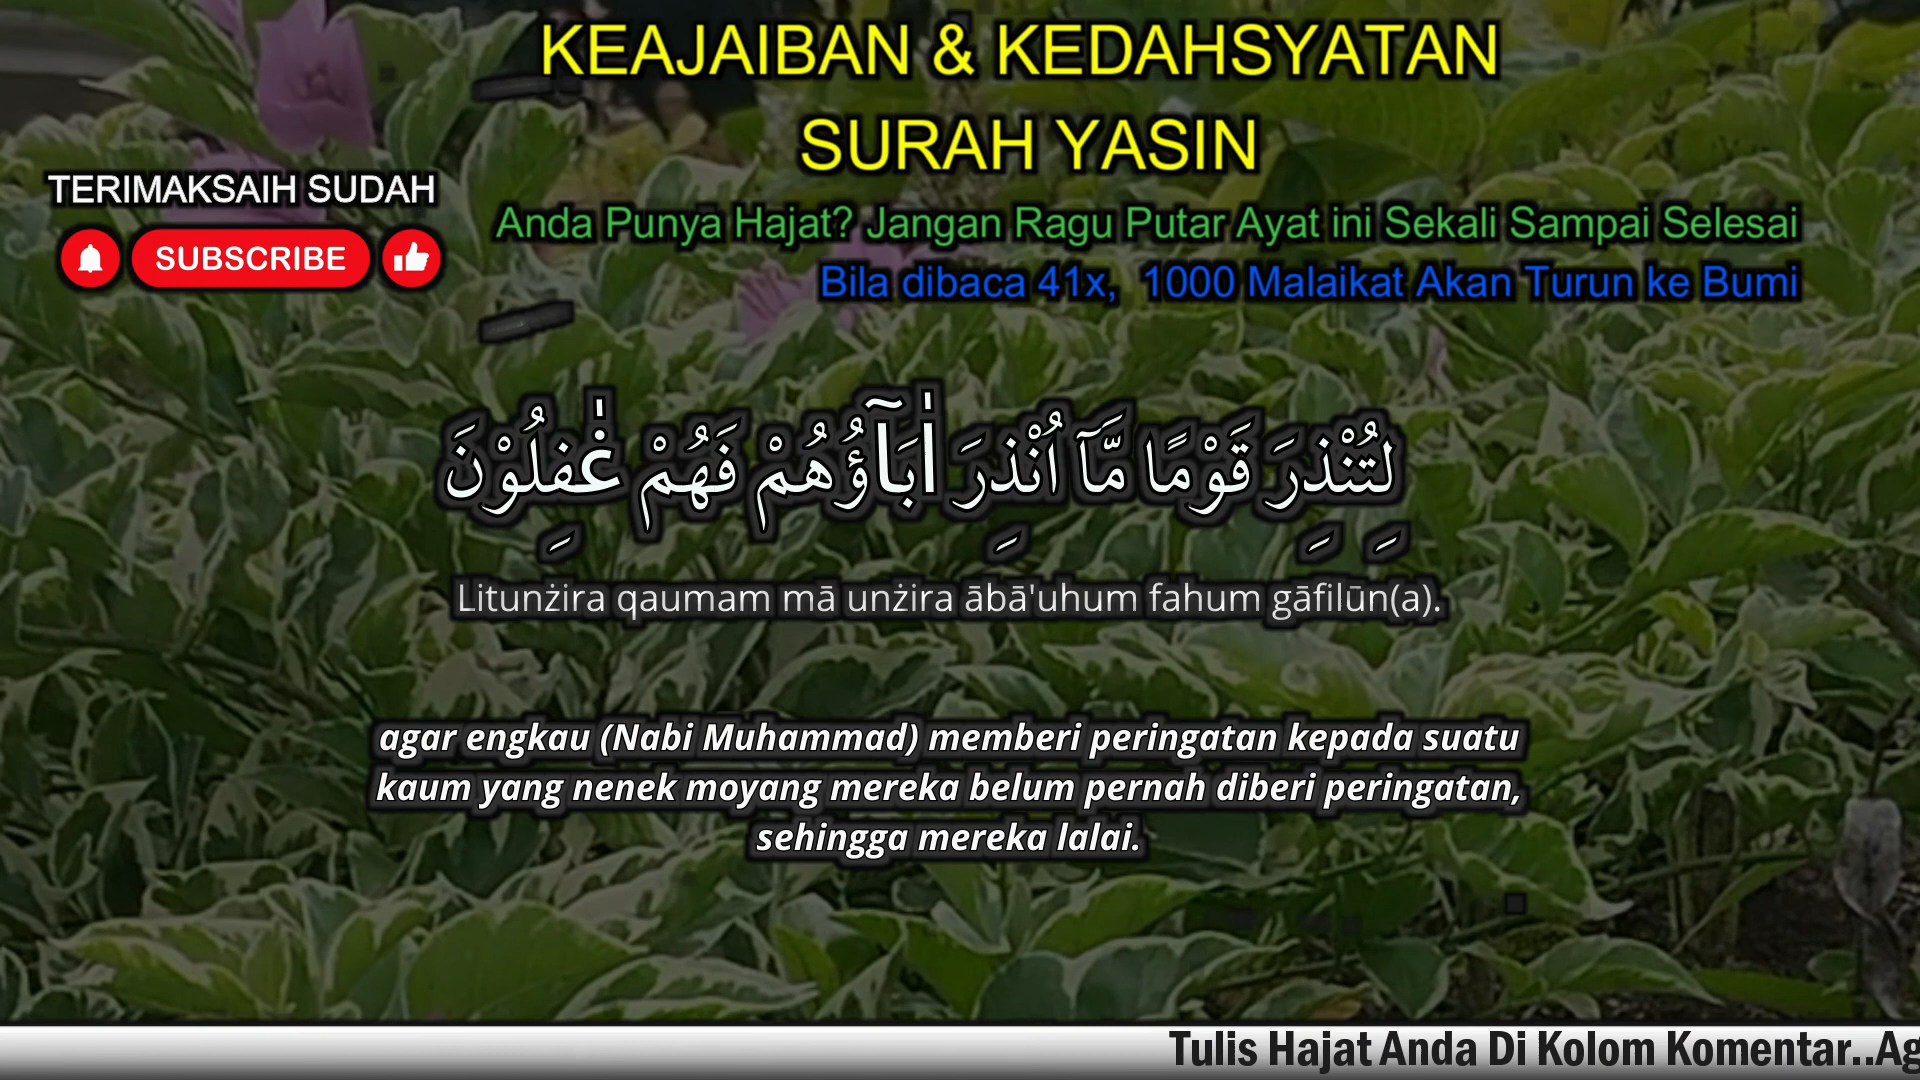 KEAJAIBAN & KEDAHSYATAN
SURAH YASIN
TERIMAKSAIH SUDAH
SUBSCRIBE
Anda Punya Hajat? Jangan Ragu Putar Ayat ini Sekali Sampai Selesai
Bila dibaca 41x, 1000 Malaikat Akan Turun ke Bumi
لِتُنْذِرَ قَوْمًا مَّآ اُنْذِرَ اٰبَاۤؤُهُمْ فَهُمْ غٰفِلُوْنَ
Litunżira qaumam mā unżira ābā'uhum fahum gāfilūn(a).
agar engkau (Nabi Muhammad) memberi peringatan kepada suatu
kaum yang nenek moyang mereka belum pernah diberi peringatan,
sehingga mereka lalai.
Tulis Hajat Anda Di Kolom Komentar..Ag